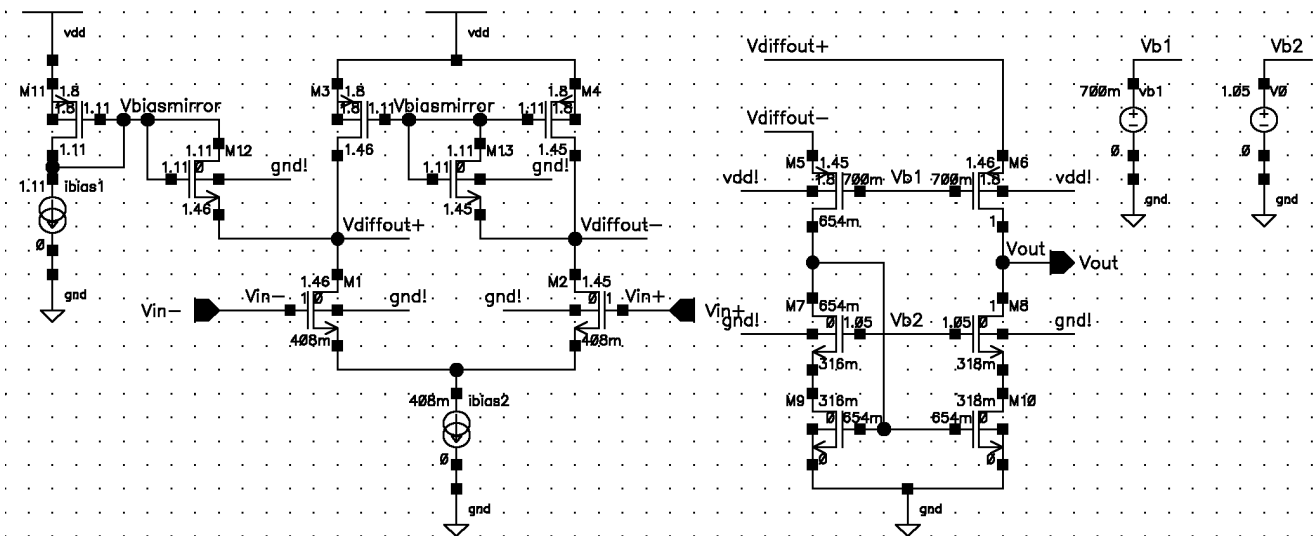 vdd
M11
1.8
1.8
1.11
Vbiasmirror
1.11
1.11
ibias1
0
gnd
1.11
M12
1.11
0
gnd!
1.46
vdd
M3
1.8
1.8
1.11
Vbiasmirror
1.46
1.11
M13
1.11
0
gnd!
1.45
M4
1.8
1.11
1.8
1.45
Vdiffout+
Vdiffout-
M1
1.46
1
0
gnd!
408m
Vin-
Vin-
M2
1.45
0
1
gnd!
408m
Vin+
Vin+
408m
ibias2
0
gnd
Vdiffout+
Vdiffout-
M5
1.45
1.8
700m
vdd!
654m
Vb1
M6
1.46
700m
1.8
vdd!
1
Vout
Vout
M7
654m
0
1.05
gnd!
316m
Vb2
M8
1
1.05
0
gnd!
318m
M9
316m
0
654m
0
M10
318m
654m
0
0
gnd
Vb1
700m
vb1
0
gnd
Vb2
1.05
V0
0
gnd